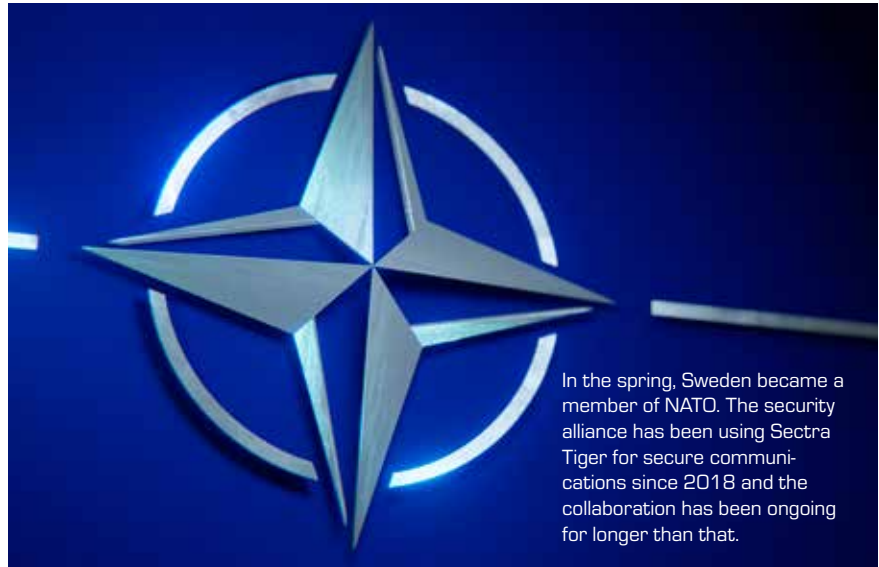 In the spring, Sweden became a
member of NATO. The security
alliance has been using Sectra
Tiger for secure communi-
cations since 2018 and the
collaboration has been ongoing
for longer than that.